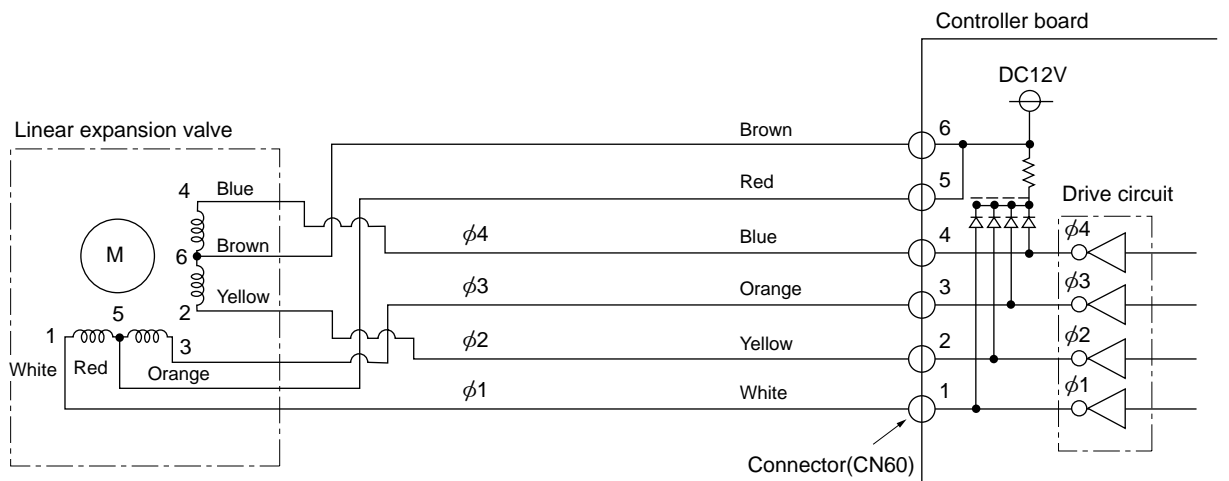 Controller board
DC12V
Linear expansion valve
Brown
6
4
Blue
Red
5
Drive circuit
M
6
Brown
ϕ4
Blue
4
ϕ4
2
Yellow
ϕ3
Orange
3
ϕ3
1
5
3
White
Red
Orange
ϕ2
Yellow
2
ϕ2
ϕ1
White
1
ϕ1
Connector(CN60)